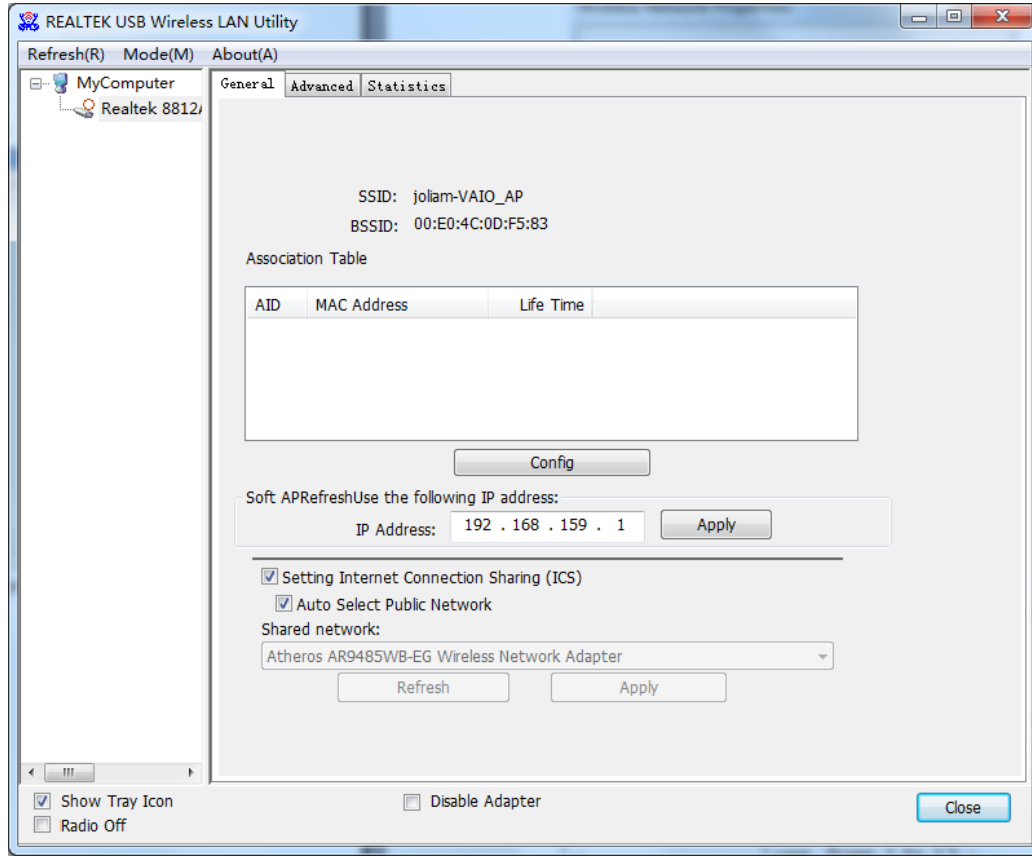 REALTEK USB Wireless LAN Utility
Refresh(R) Mode(M) About(A)
MyComputer
Realtek 8812A
General Advanced Statistics
SSID: joliam-VAIO_AP
BSSID: 00:E0:4C:0D:F5:83
Association Table
AID MAC Address Life Time
Config
Soft APRefreshUse the following IP address:
IP Address: 192 . 168 . 159 . 1 Apply
Setting Internet Connection Sharing (ICS)
Auto Select Public Network
Shared network:
Atheros AR9485WB-EG Wireless Network Adapter
Refresh Apply
Show Tray Icon Disable Adapter
Radio Off
Close